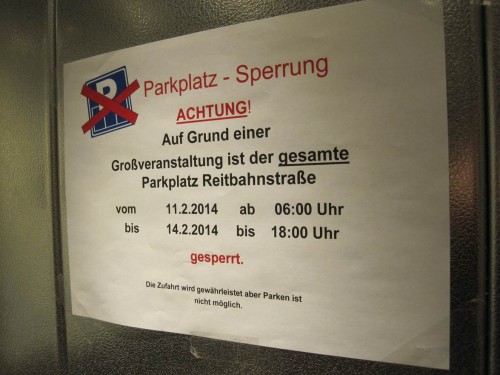 P
Parkplatz - Sperrung
ACHTUNG!
Auf Grund einer
Großveranstaltung ist der gesamte
Parkplatz Reitbahnstraße
vom 11.2.2014 ab 06:00 Uhr
bis 14.2.2014 bis 18:00 Uhr
gesperrt.
Die Zufahrt wird gewährleistet aber Parken ist
nicht möglich.